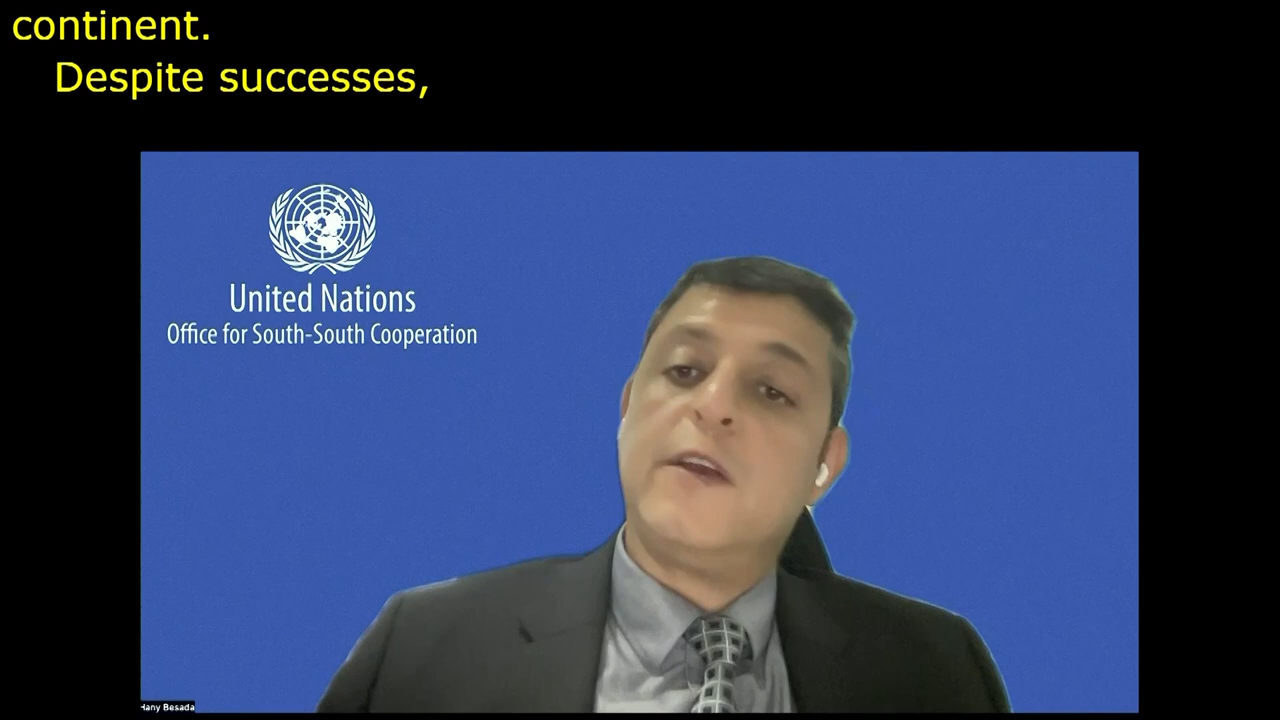 continent.
Despite successes,
United Nations
Office for South-South Cooperation
Hany Besada